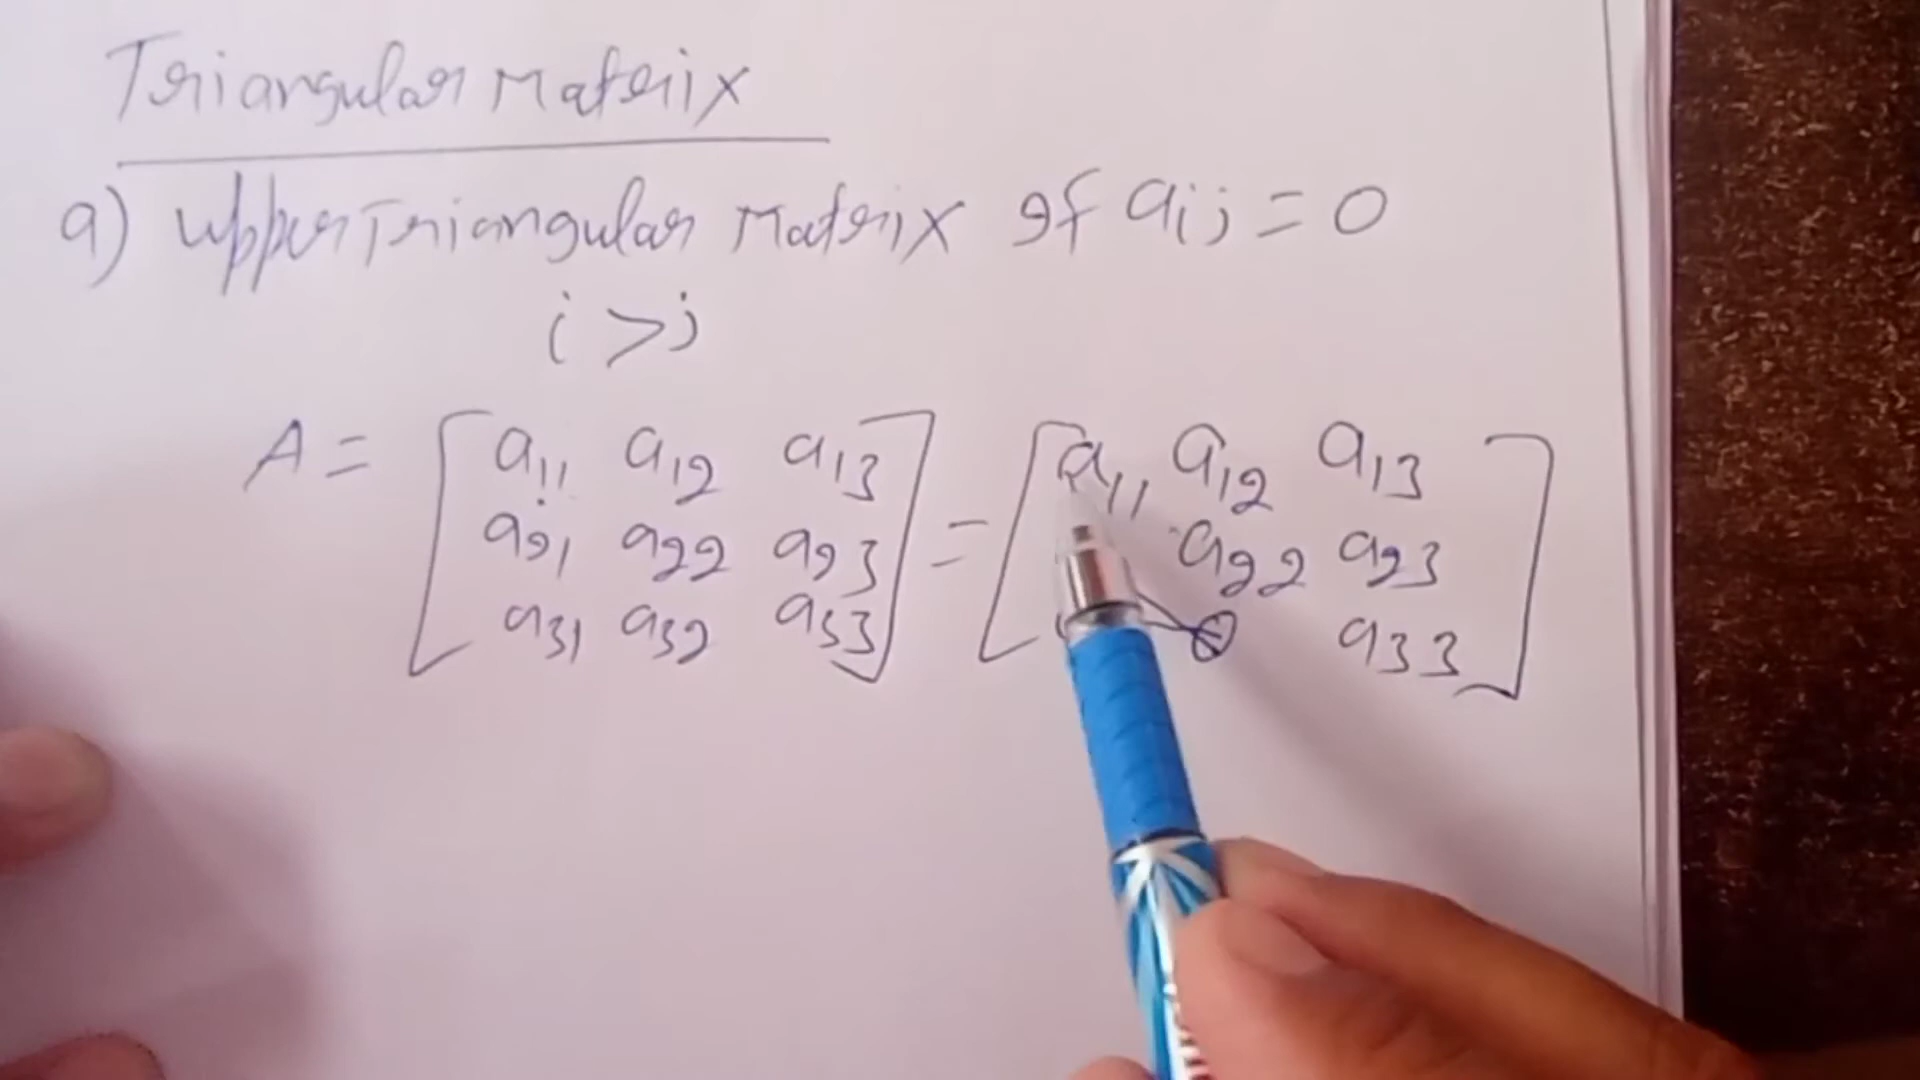 Triangular Matrix
a) Upper Triangular Matrix If aij = 0
i > j
A = [ a11 a12 a13 ] = [ a11 a12 a13 ]
a21 a22 a23 a22 a23
a31 a32 a33 0 a33